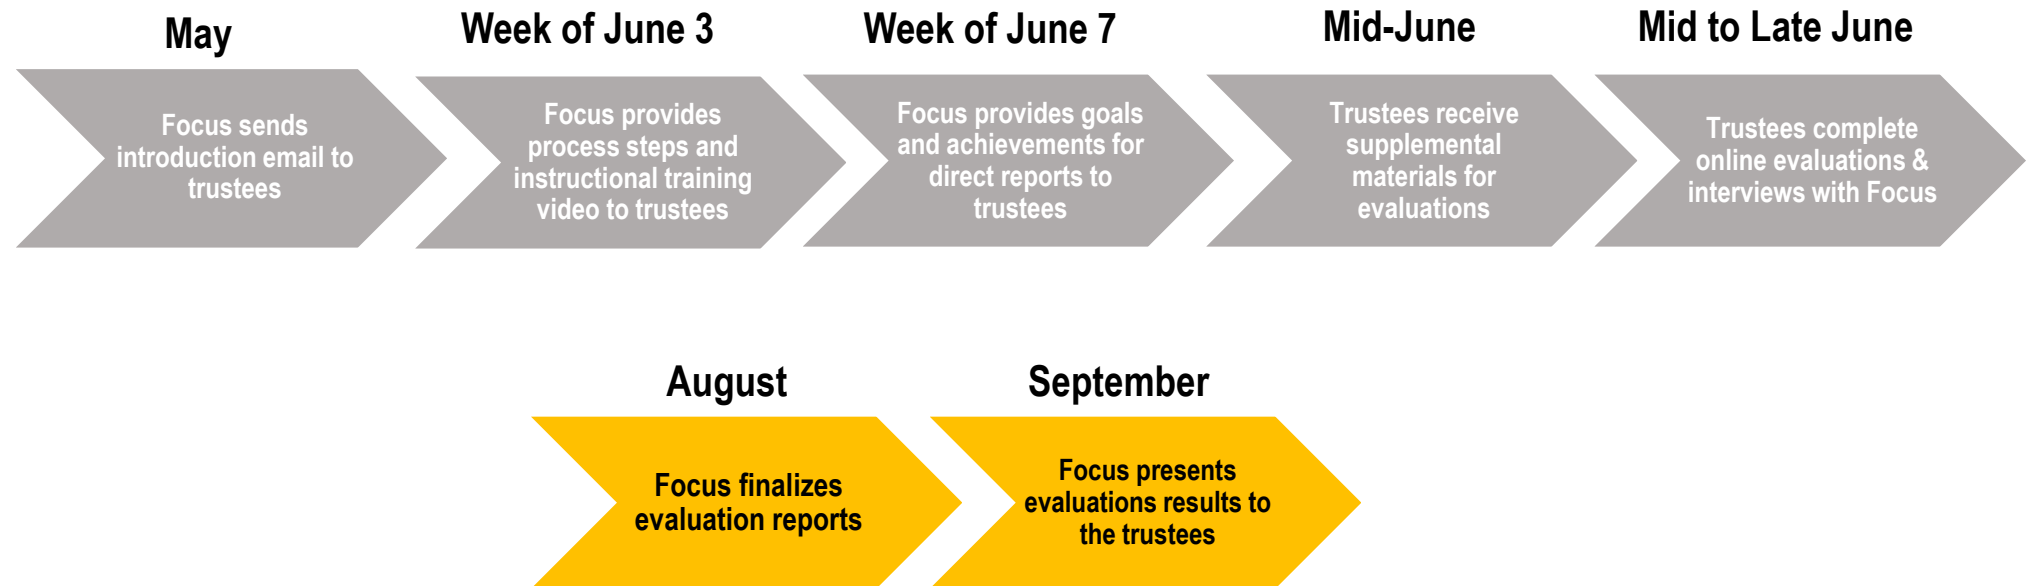 May
Focus sends
introduction email to
trustees
Week of June 3
Focus provides
process steps and
instructional training
video to trustees
Week of June 7
Focus provides goals
and achievements for
direct reports to
trustees
Mid-June
Trustees receive
supplemental
materials for
evaluations
Mid to Late June
Trustees complete
online evaluations &
interviews with Focus
August
Focus finalizes
evaluation reports
September
Focus presents
evaluations results to
the trustees